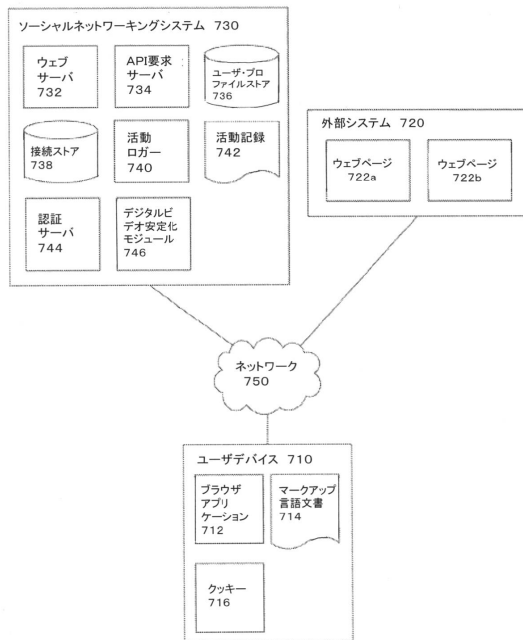 ソーシャルネットワーキングシステム 730
ウェブ
サーバ
732
API要求
サーバ
734
ユーザ・プロ
ファイルストア
736
接続ストア
738
活動
ロガー
740
活動記録
742
認証
サーバ
744
デジタルビ
デオ安定化
モジュール
746
外部システム 720
ウェブページ
722a
ウェブページ
722b
ネットワーク
750
ユーザデバイス 710
ブラウザ
アプリ
ケーション
712
マークアップ
言語文書
714
クッキー
716